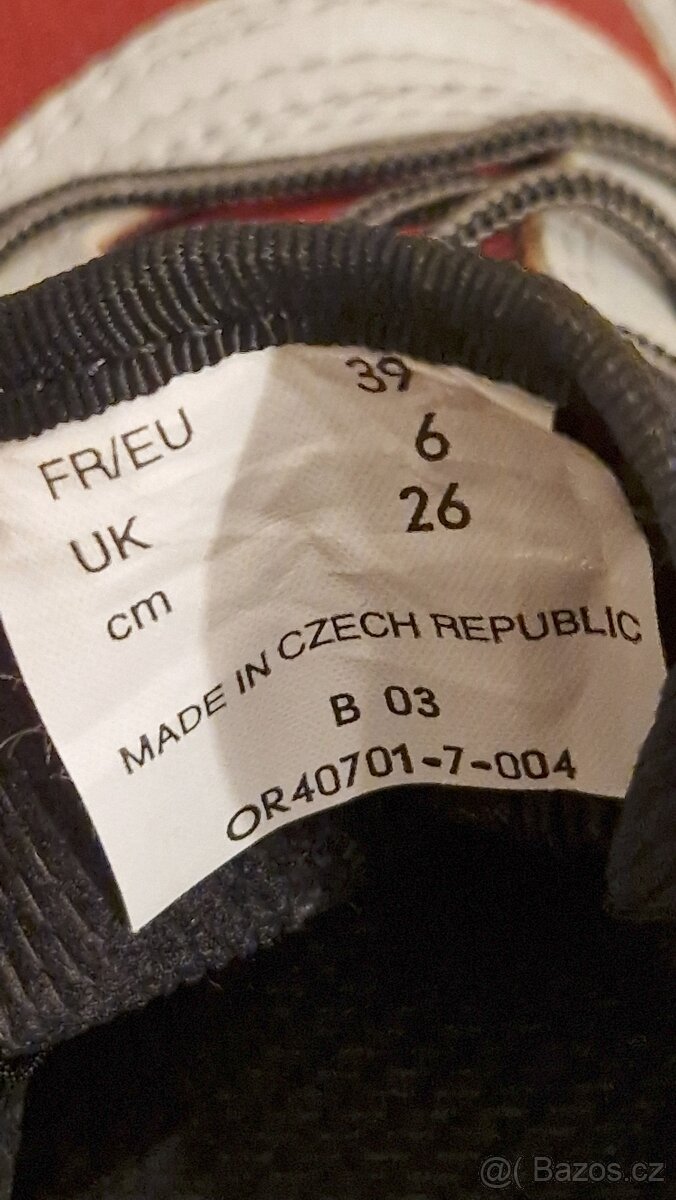 FR/EU 39
UK 6
cm 26
MADE IN CZECH REPUBLIC
B 03
OR40701-7-004
@( Bazos.cz